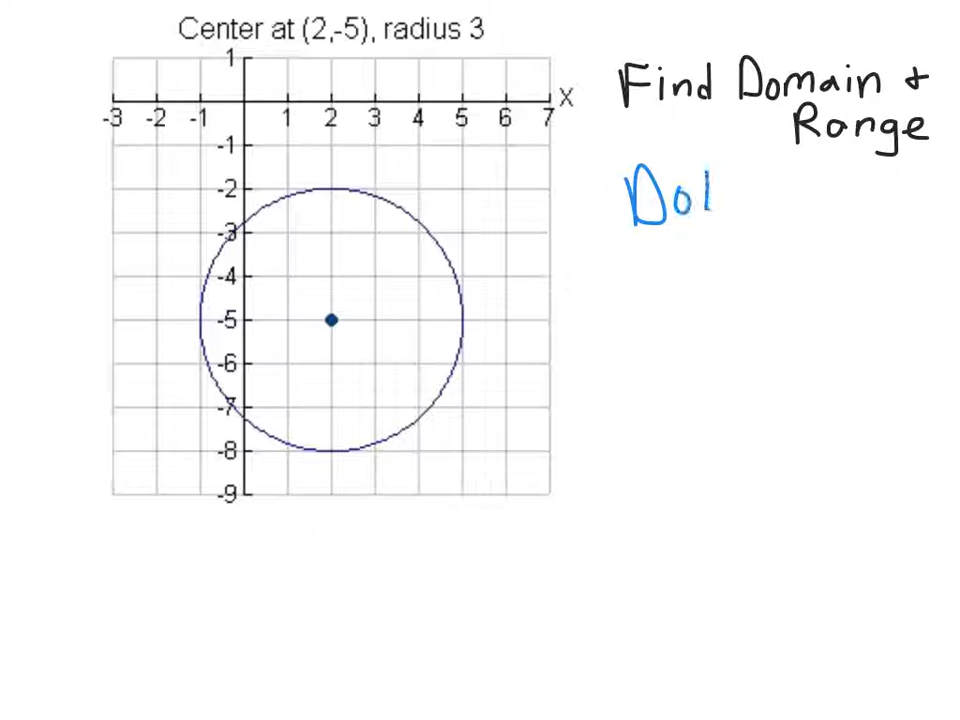 Center at (2,-5), radius 3
1
X
-3 -2 -1 1 2 3 4 5 6 7
-1
-2
-3
-4
-5
-6
-7
-8
-9
Find Domain +
Range
Do